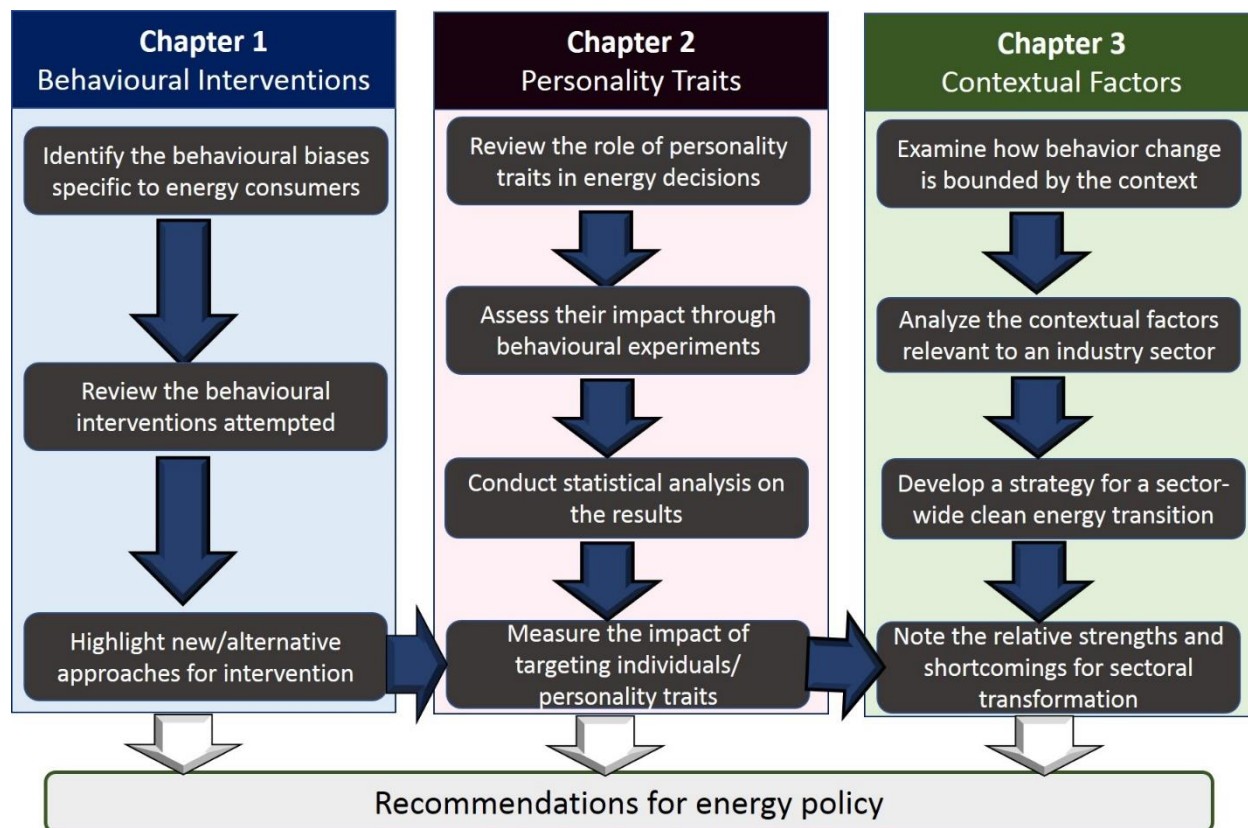 Chapter 1
Behavioural Interventions
Identify the behavioural biases
specific to energy consumers
Review the behavioural
interventions attempted
Highlight new/alternative
approaches for intervention
Chapter 2
Personality Traits
Review the role of personality
traits in energy decisions
Assess their impact through
behavioural experiments
Conduct statistical analysis on
the results
Measure the impact of
targeting individuals/
personality traits
Chapter 3
Contextual Factors
Examine how behavior change
is bounded by the context
Analyze the contextual factors
relevant to an industry sector
Develop a strategy for a sector-
wide clean energy transition
Note the relative strengths and
shortcomings for sectoral
transformation
Recommendations for energy policy